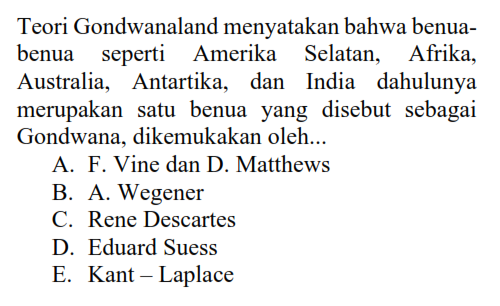 Teori Gondwanaland menyatakan bahwa benua-
benua seperti Amerika Selatan, Afrika,
Australia, Antartika, dan India dahulunya
merupakan satu benua yang disebut sebagai
Gondwana, dikemukakan oleh...
A. F. Vine dan D. Matthews
B. A. Wegener
C. Rene Descartes
D. Eduard Suess
E. Kant – Laplace